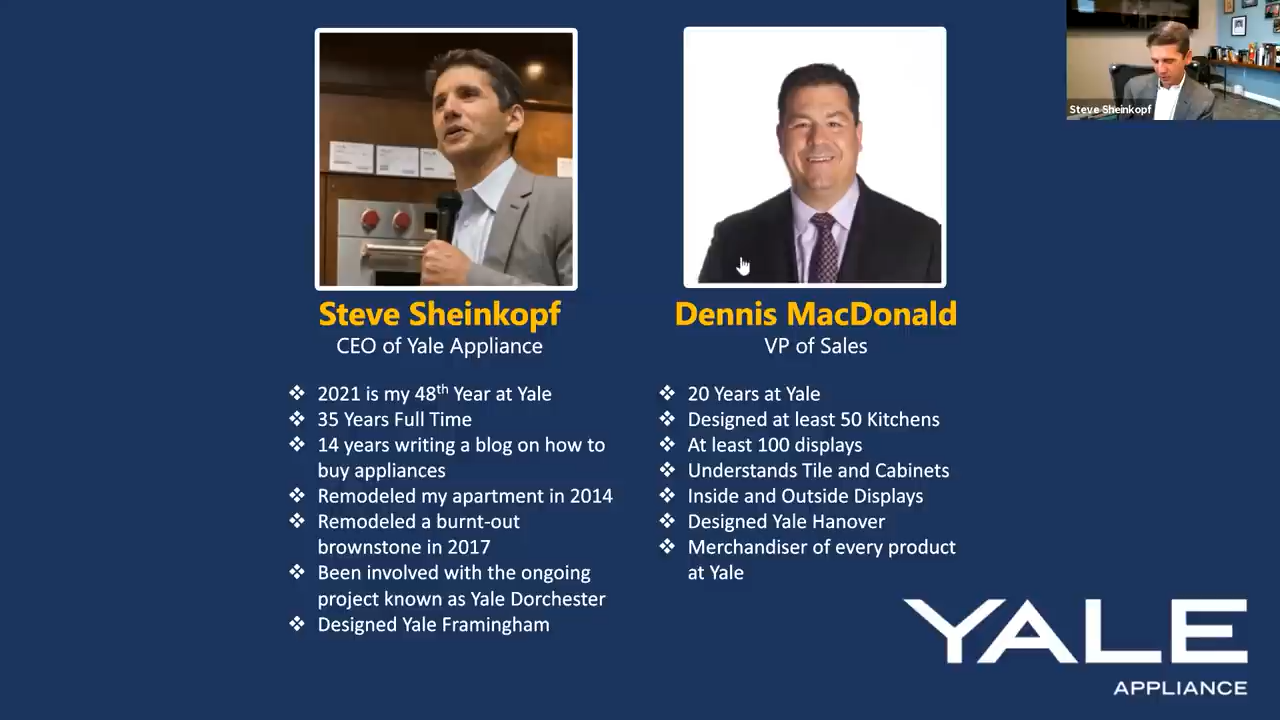 Steve Sheinkopf
Steve Sheinkopf
CEO of Yale Appliance
❖ 2021 is my 48th Year at Yale
❖ 35 Years Full Time
❖ 14 years writing a blog on how to
buy appliances
❖ Remodeled my apartment in 2014
❖ Remodeled a burnt-out
brownstone in 2017
❖ Been involved with the ongoing
project known as Yale Dorchester
❖ Designed Yale Framingham
Dennis MacDonald
VP of Sales
❖ 20 Years at Yale
❖ Designed at least 50 Kitchens
❖ At least 100 displays
❖ Understands Tile and Cabinets
❖ Inside and Outside Displays
❖ Designed Yale Hanover
❖ Merchandiser of every product
at Yale
YALE
APPLIANCE